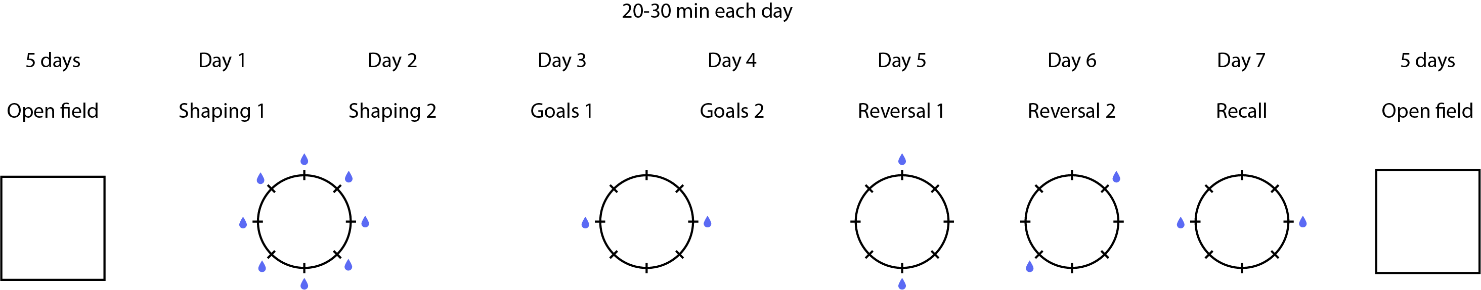 20-30 min each day
5 days Day 1 Day 2 Day 3 Day 4 Day 5 Day 6 Day 7 5 days
Open field Shaping 1 Shaping 2 Goals 1 Goals 2 Reversal 1 Reversal 2 Recall Open field